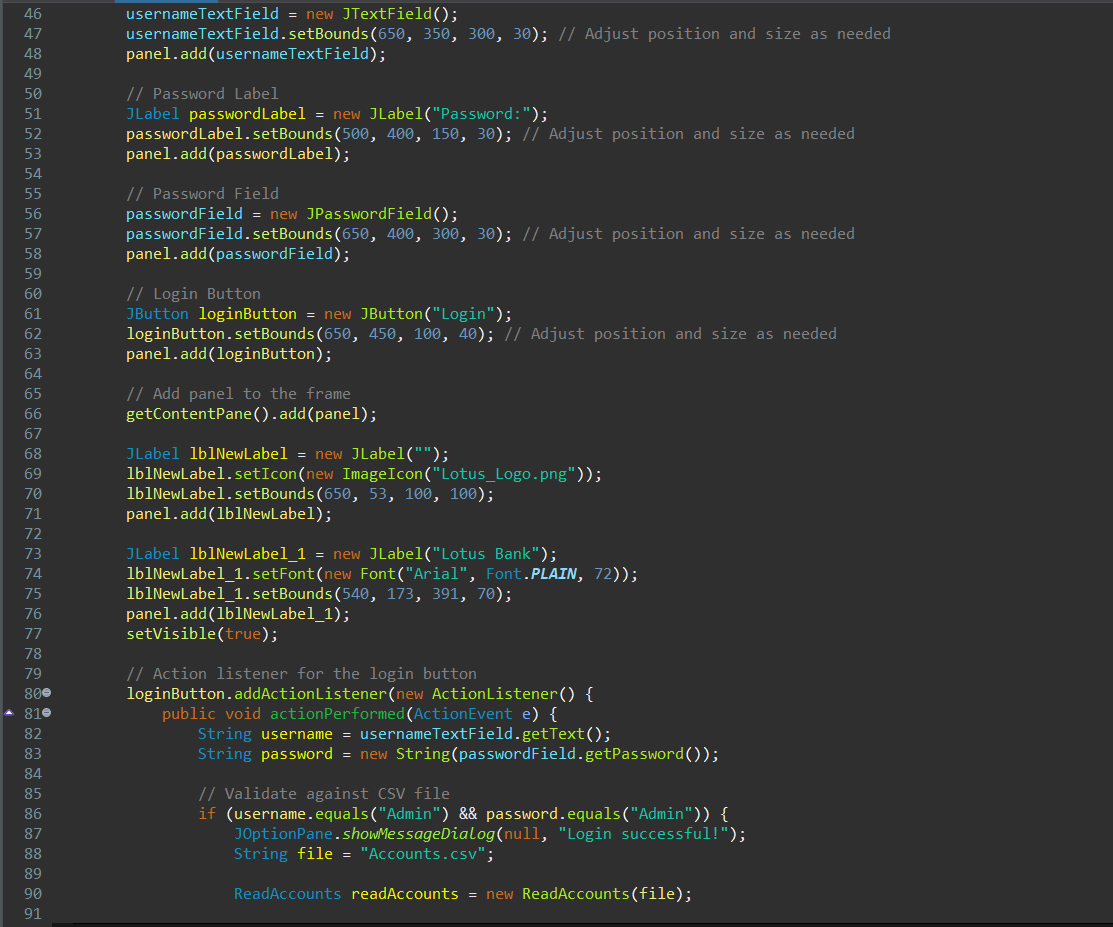 46 usernameTextField = new JTextField();
47 usernameTextField.setBounds(650, 350, 300, 30); // Adjust position and size as needed
48 panel.add(usernameTextField);
49
50 // Password Label
51 JLabel passwordLabel = new JLabel("Password:");
52 passwordLabel.setBounds(500, 400, 150, 30); // Adjust position and size as needed
53 panel.add(passwordLabel);
54
55 // Password Field
56 passwordField = new JPasswordField();
57 passwordField.setBounds(650, 400, 300, 30); // Adjust position and size as needed
58 panel.add(passwordField);
59
60 // Login Button
61 JButton loginButton = new JButton("Login");
62 loginButton.setBounds(650, 450, 100, 40); // Adjust position and size as needed
63 panel.add(loginButton);
64
65 // Add panel to the frame
66 getContentPane().add(panel);
67
68 JLabel lblNewLabel = new JLabel("");
69 lblNewLabel.setIcon(new ImageIcon("Lotus_Logo.png"));
70 lblNewLabel.setBounds(650, 53, 100, 100);
71 panel.add(lblNewLabel);
72
73 JLabel lblNewLabel_1 = new JLabel("Lotus Bank");
74 lblNewLabel_1.setFont(new Font("Arial", Font.PLAIN, 72));
75 lblNewLabel_1.setBounds(540, 173, 391, 70);
76 panel.add(lblNewLabel_1);
77 setVisible(true);
78
79 // Action listener for the login button
80 loginButton.addActionListener(new ActionListener() {
81 public void actionPerformed(ActionEvent e) {
82 String username = usernameTextField.getText();
83 String password = new String(passwordField.getPassword());
84
85 // Validate against CSV file
86 if (username.equals("Admin") && password.equals("Admin")) {
87 JOptionPane.showMessageDialog(null, "Login successful!");
88 String file = "Accounts.csv";
89
90 ReadAccounts readAccounts = new ReadAccounts(file);
91